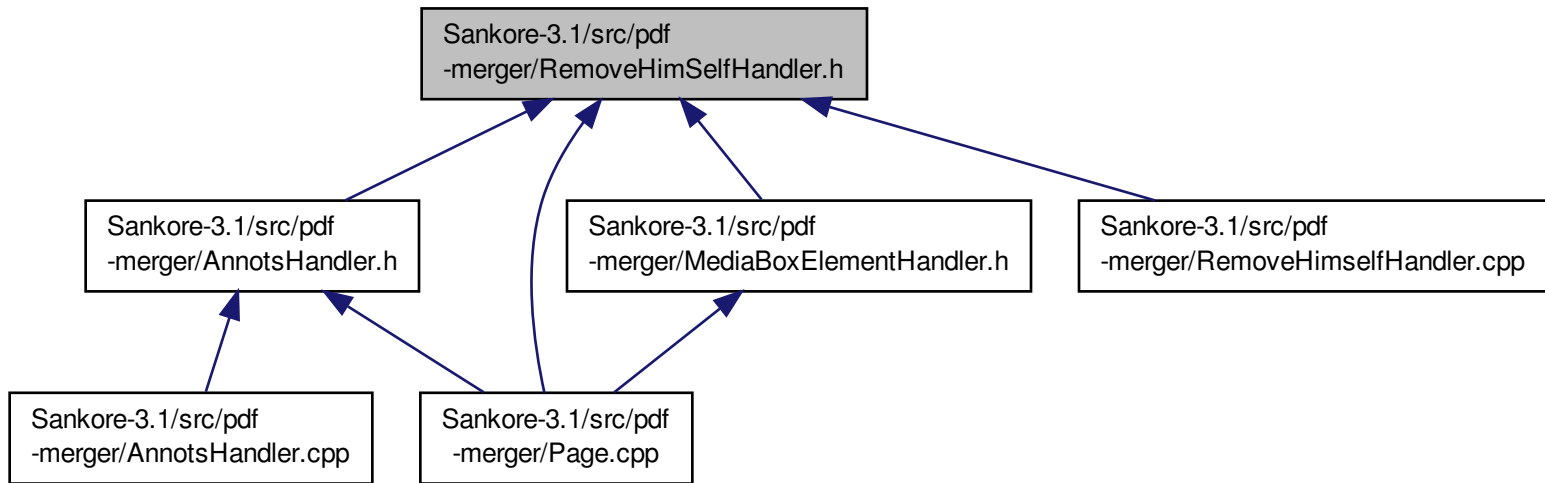 Sankore-3.1/src/pdf
-merger/RemoveHimSelfHandler.h
Sankore-3.1/src/pdf
-merger/AnnotsHandler.h
Sankore-3.1/src/pdf
-merger/MediaBoxElementHandler.h
Sankore-3.1/src/pdf
-merger/RemoveHimselfHandler.cpp
Sankore-3.1/src/pdf
-merger/AnnotsHandler.cpp
Sankore-3.1/src/pdf
-merger/Page.cpp